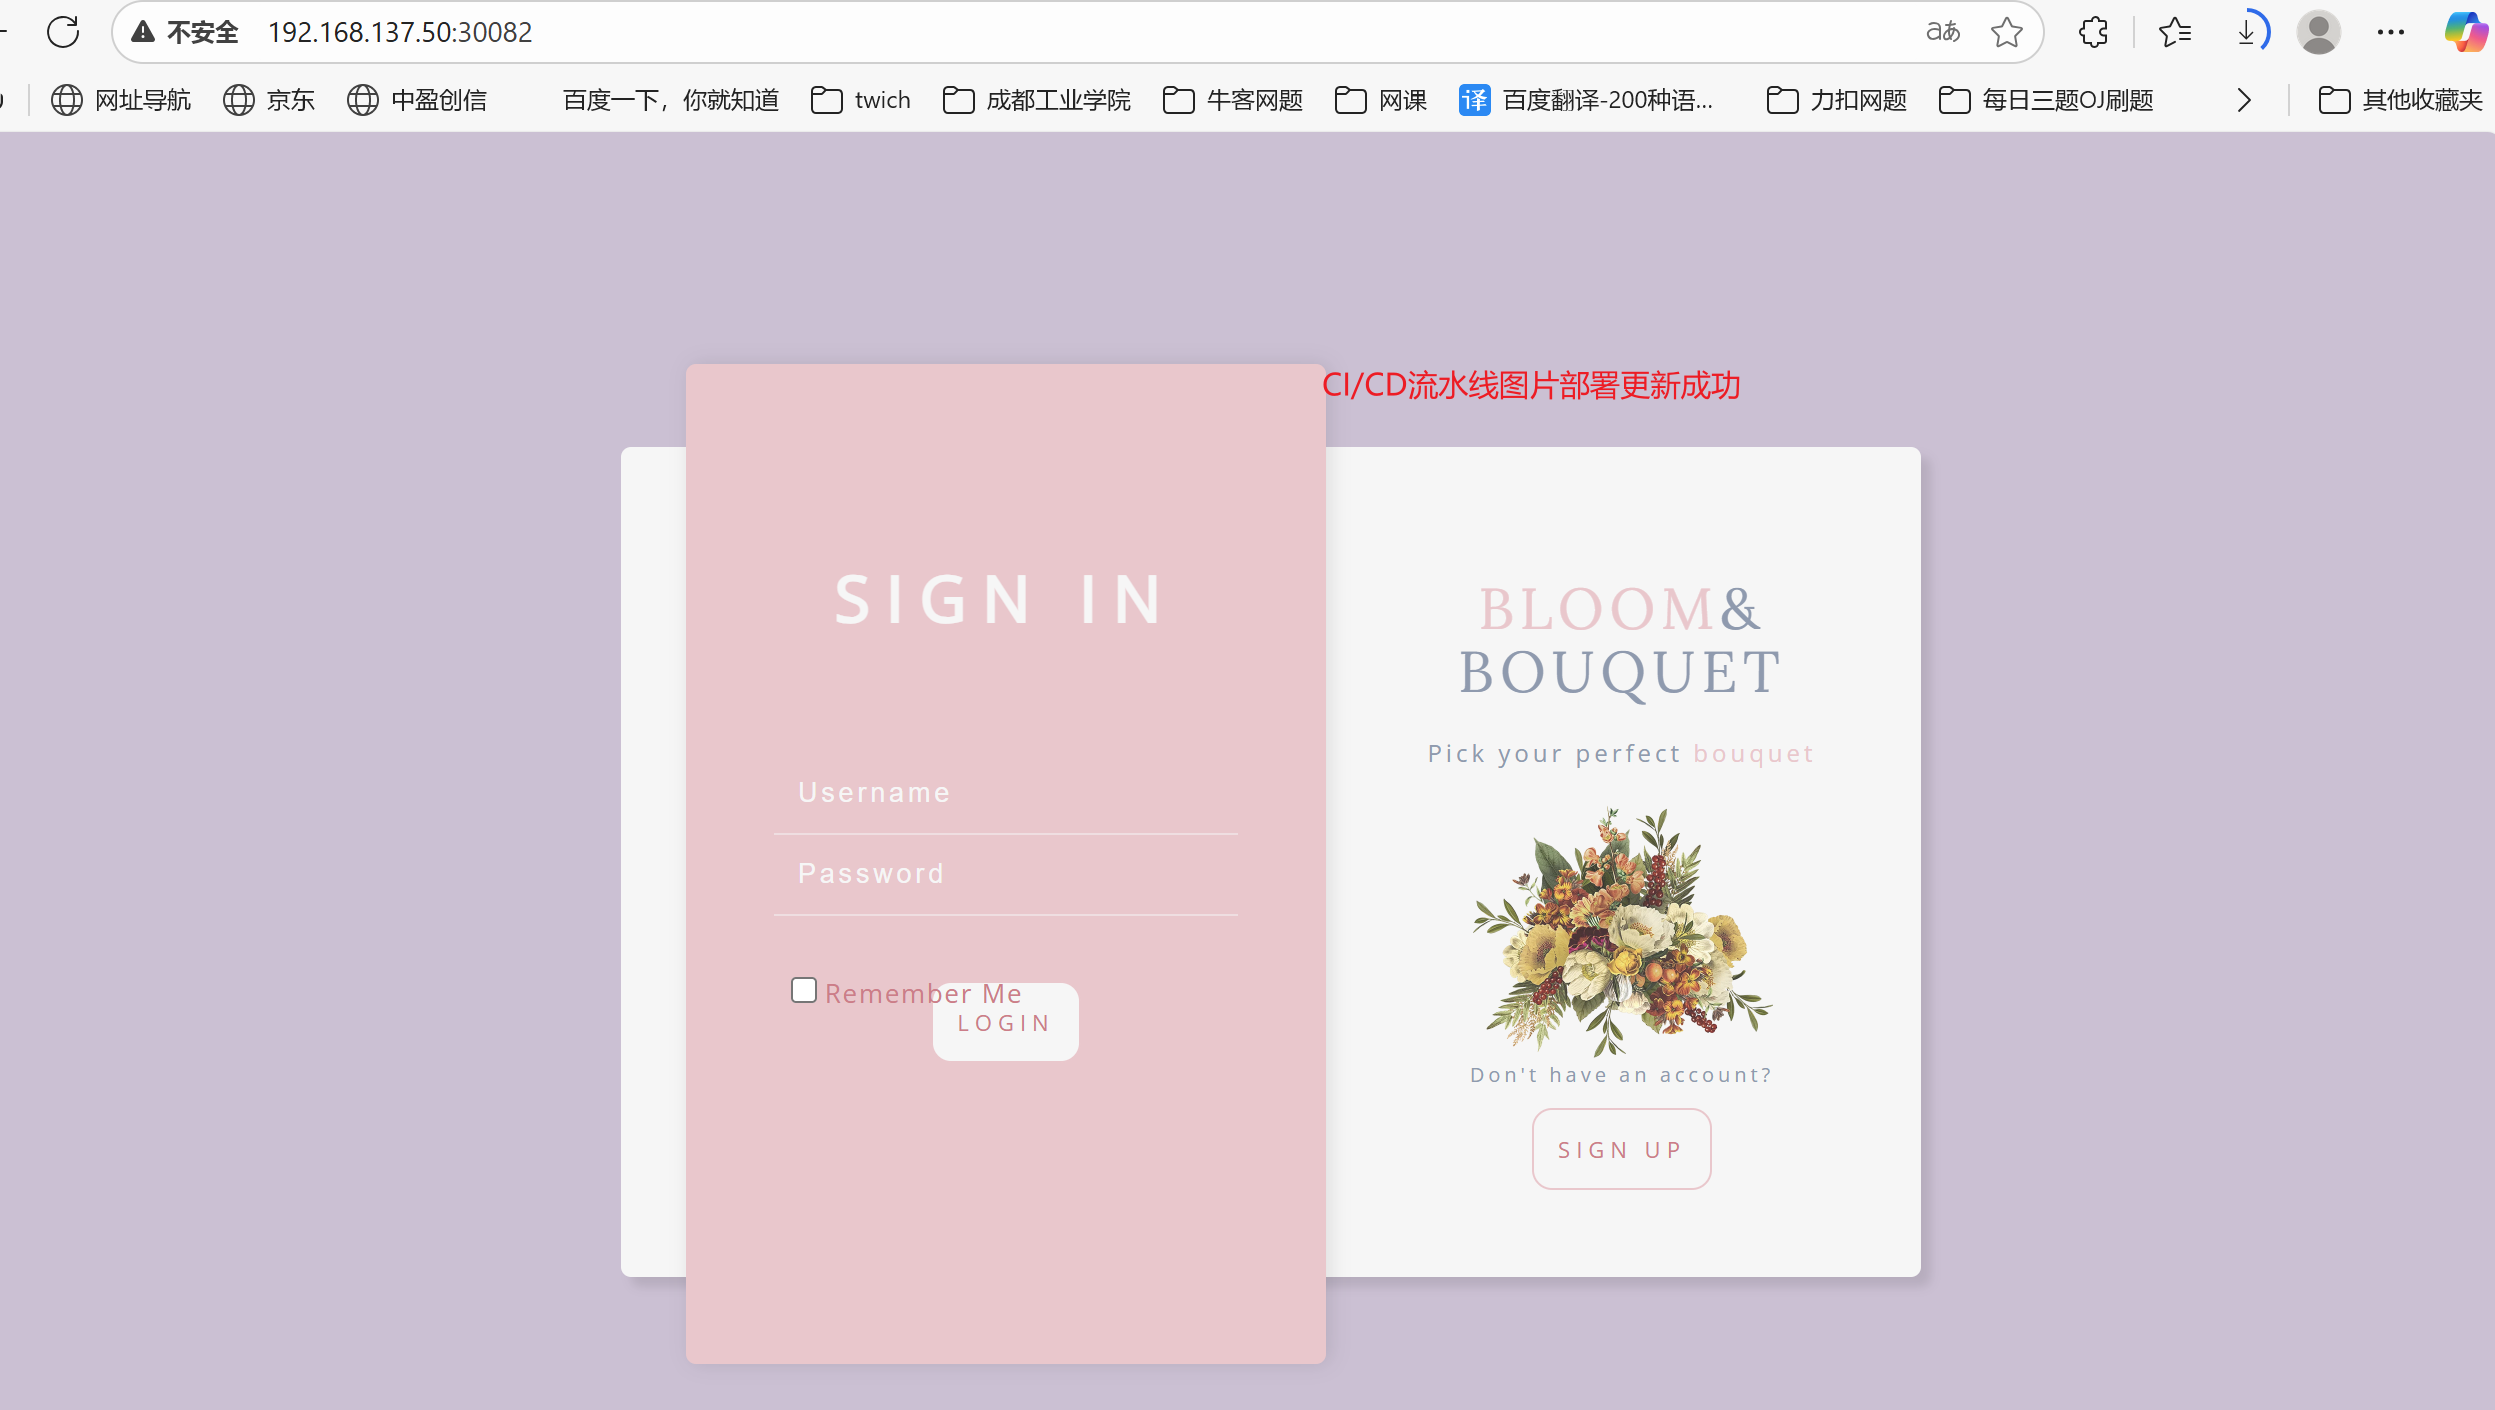 不安全 192.168.137.50:30082 aあ
网址导航 京东 中盈创信 百度一下，你就知道 twich 成都工业学院 牛客网题 网课 译 百度翻译-200种语... 力扣网题 每日三题OJ刷题 其他收藏夹
CI/CD流水线图片部署更新成功
SIGN IN
Username
Password
Remember Me
LOGIN
BLOOM&
BOUQUET
Pick your perfect bouquet
Don't have an account?
SIGN UP